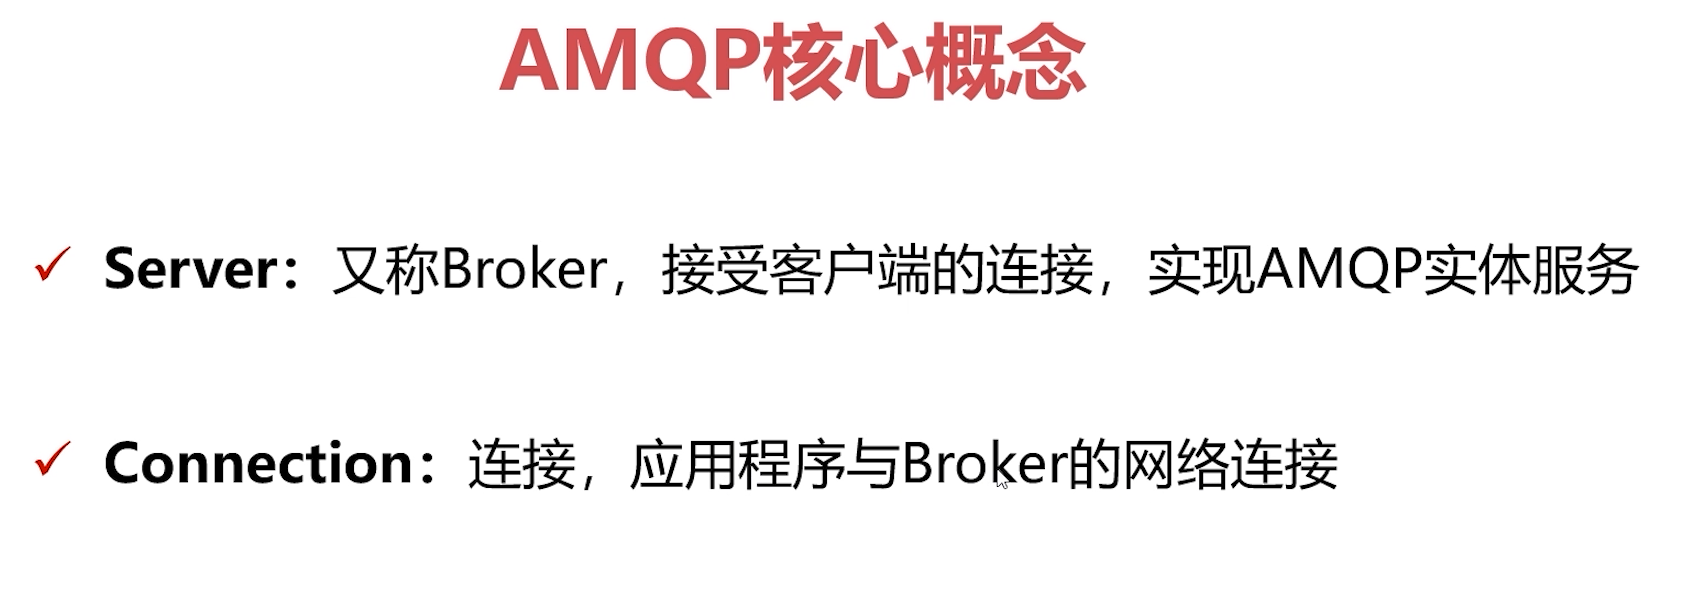 AMQP核心概念
Server：又称Broker，接受客户端的连接，实现AMQP实体服务
Connection：连接，应用程序与Broker的网络连接